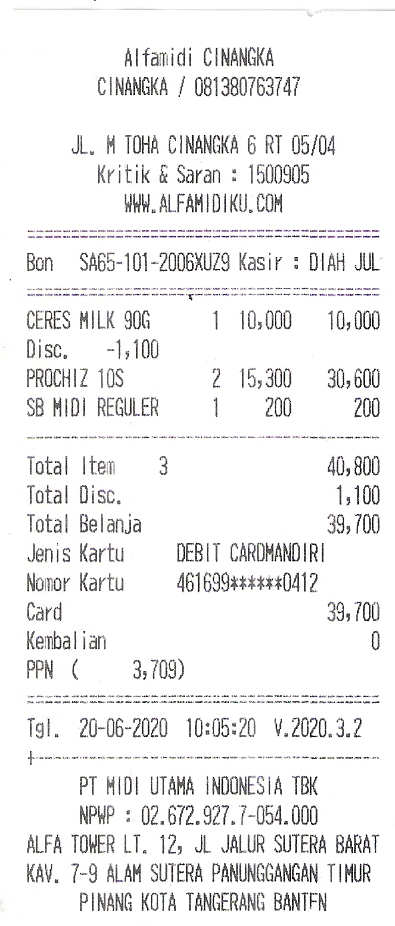 Alfamidi CINANGKA
CINANGKA / 081380763747
JL. M TOHA CINANGKA 6 RT 05/04
Kritik & Saran : 1500905
WWW.ALFAMIDIKU.COM
Bon SA65-101-2006XUZ9 Kasir : DIAH JUL
CERES MILK 90G 1 10,000 10,000
Disc. -1,100
PROCHIZ 10S 2 15,300 30,600
SB MIDI REGULER 1 200 200
Total Item 3 40,800
Total Disc. 1,100
Total Belanja 39,700
Jenis Kartu DEBIT CARDMANDIRI
Nomor Kartu 461699******0412
Card 39,700
Kembalian 0
PPN ( 3,709)
Tgl. 20-06-2020 10:05:20 V.2020.3.2
PT MIDI UTAMA INDONESIA TBK
NPWP : 02.672.927.7-054.000
ALFA TOWER LT. 12, JL JALUR SUTERA BARAT
KAV. 7-9 ALAM SUTERA PANUNGGANGAN TIMUR
PINANG KOTA TANGERANG BANTEN